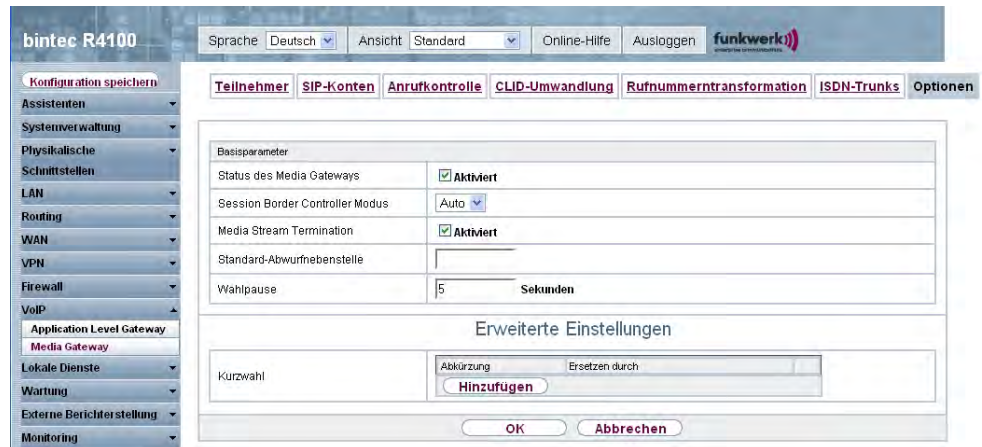 bintec R4100
Sprache Deutsch Ansicht Standard Online-Hilfe Ausloggen funkwerk
Konfiguration speichern
Assistenten
Systemverwaltung
Physikalische
Schnittstellen
LAN
Routing
WAN
VPN
Firewall
VoIP
Application Level Gateway
Media Gateway
Lokale Dienste
Wartung
Externe Berichterstellung
Monitoring
Teilnehmer SIP-Konten Anrufkontrolle CLID-Umwandlung Rufnummerntransformation ISDN-Trunks Optionen
Basisparameter
Status des Media Gateways Aktiviert
Session Border Controller Modus Auto
Media Stream Termination Aktiviert
Standard-Abwurfnebenstelle
Wahlpause 5 Sekunden
Erweiterte Einstellungen
Kurzwahl
Abkürzung Ersetzen durch
Hinzufügen
OK Abbrechen